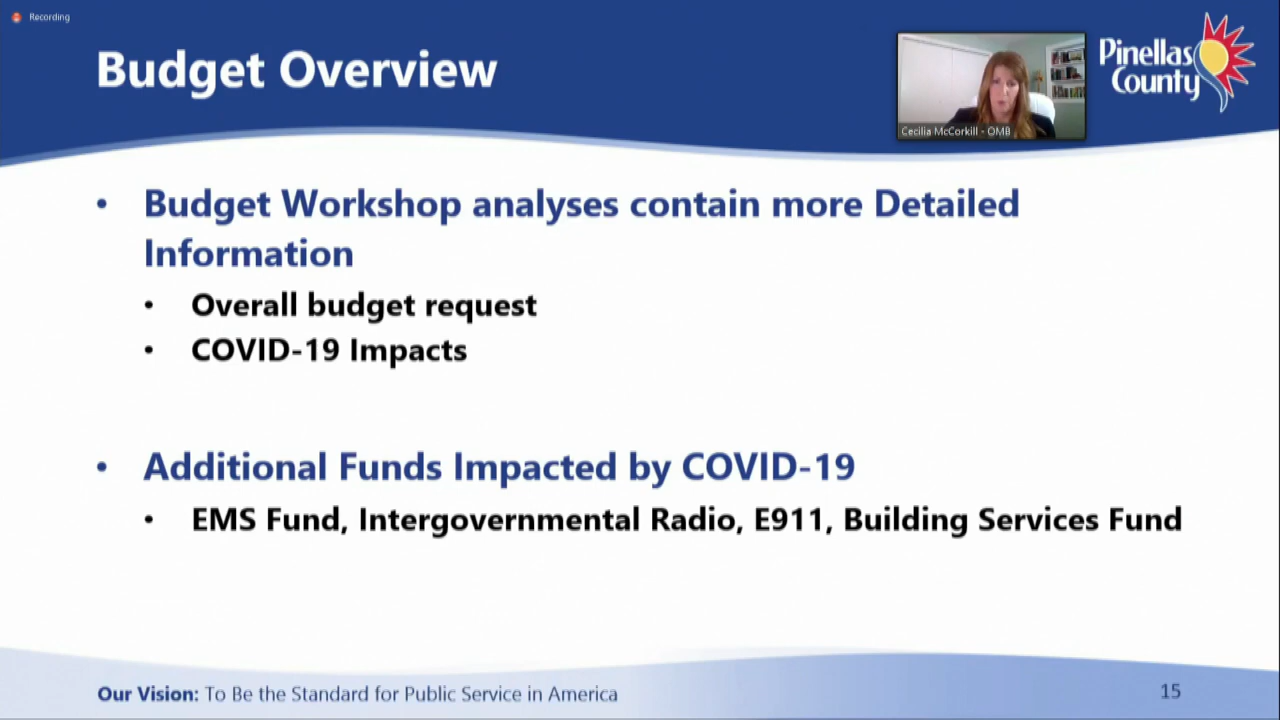 Recording
Budget Overview
Cecilia McCorkill - OMB
Pinellas
County
• Budget Workshop analyses contain more Detailed
Information
• Overall budget request
• COVID-19 Impacts
• Additional Funds Impacted by COVID-19
• EMS Fund, Intergovernmental Radio, E911, Building Services Fund
Our Vision: To Be the Standard for Public Service in America
15